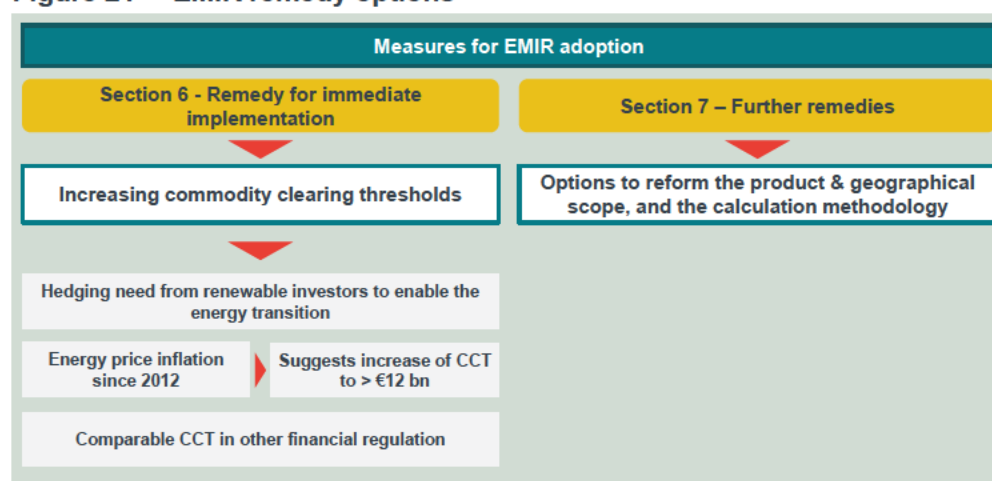 Measures for EMIR adoption
Section 6 - Remedy for immediate
implementation
Section 7 – Further remedies
Increasing commodity clearing thresholds
Options to reform the product & geographical
scope, and the calculation methodology
Hedging need from renewable investors to enable the
energy transition
Energy price inflation
since 2012
Suggests increase of CCT
to > €12 bn
Comparable CCT in other financial regulation